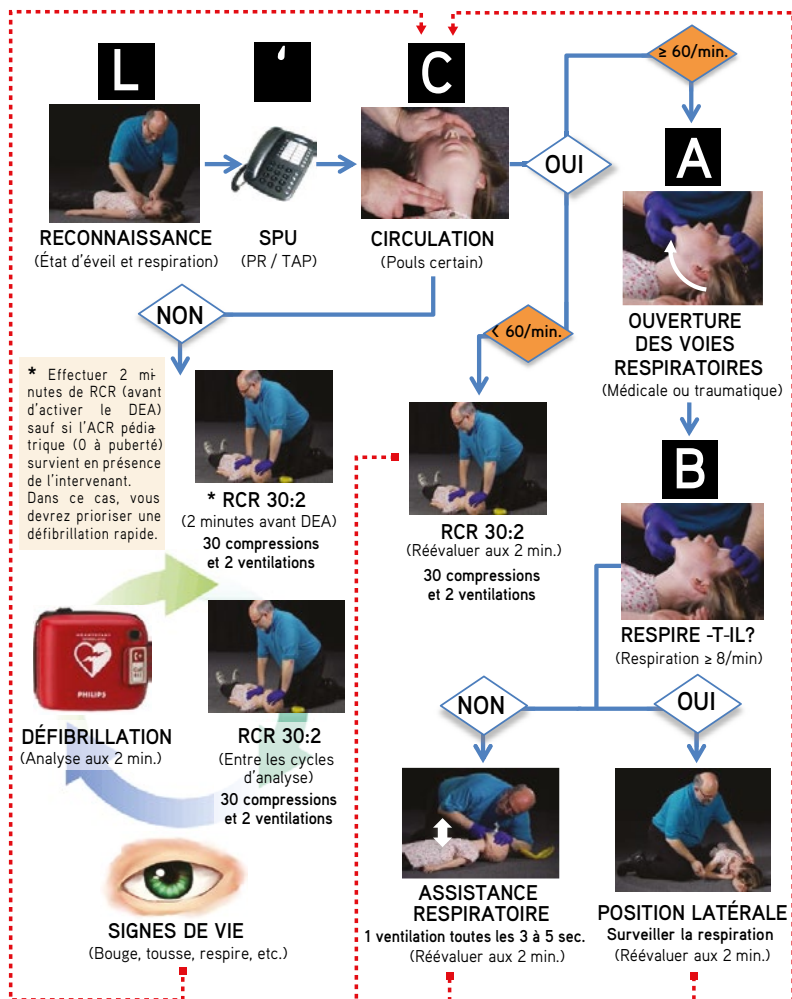 L
'
C
≥ 60/min.
RECONNAISSANCE
(État d'éveil et respiration)
SPU
(PR / TAP)
CIRCULATION
(Pouls certain)
OUI
A
OUVERTURE
DES VOIES
RESPIRATOIRES
(Médicale ou traumatique)
NON
< 60/min.
* Effectuer 2 mi-
nutes de RCR (avant
d'activer le DEA)
sauf si l'ACR pédia-
trique (0 à puberté)
survient en présence
de l'intervenant.
Dans ce cas, vous
devrez prioriser une
défibrillation rapide.
* RCR 30:2
(2 minutes avant DEA)
30 compressions
et 2 ventilations
RCR 30:2
(Réévaluer aux 2 min.)
30 compressions
et 2 ventilations
B
RESPIRE -T-IL?
(Respiration ≥ 8/min)
PHILIPS
DÉFIBRILLATION
(Analyse aux 2 min.)
RCR 30:2
(Entre les cycles
d'analyse)
30 compressions
et 2 ventilations
NON
OUI
SIGNES DE VIE
(Bouge, tousse, respire, etc.)
ASSISTANCE
RESPIRATOIRE
1 ventilation toutes les 3 à 5 sec.
(Réévaluer aux 2 min.)
POSITION LATÉRALE
Surveiller la respiration
(Réévaluer aux 2 min.)